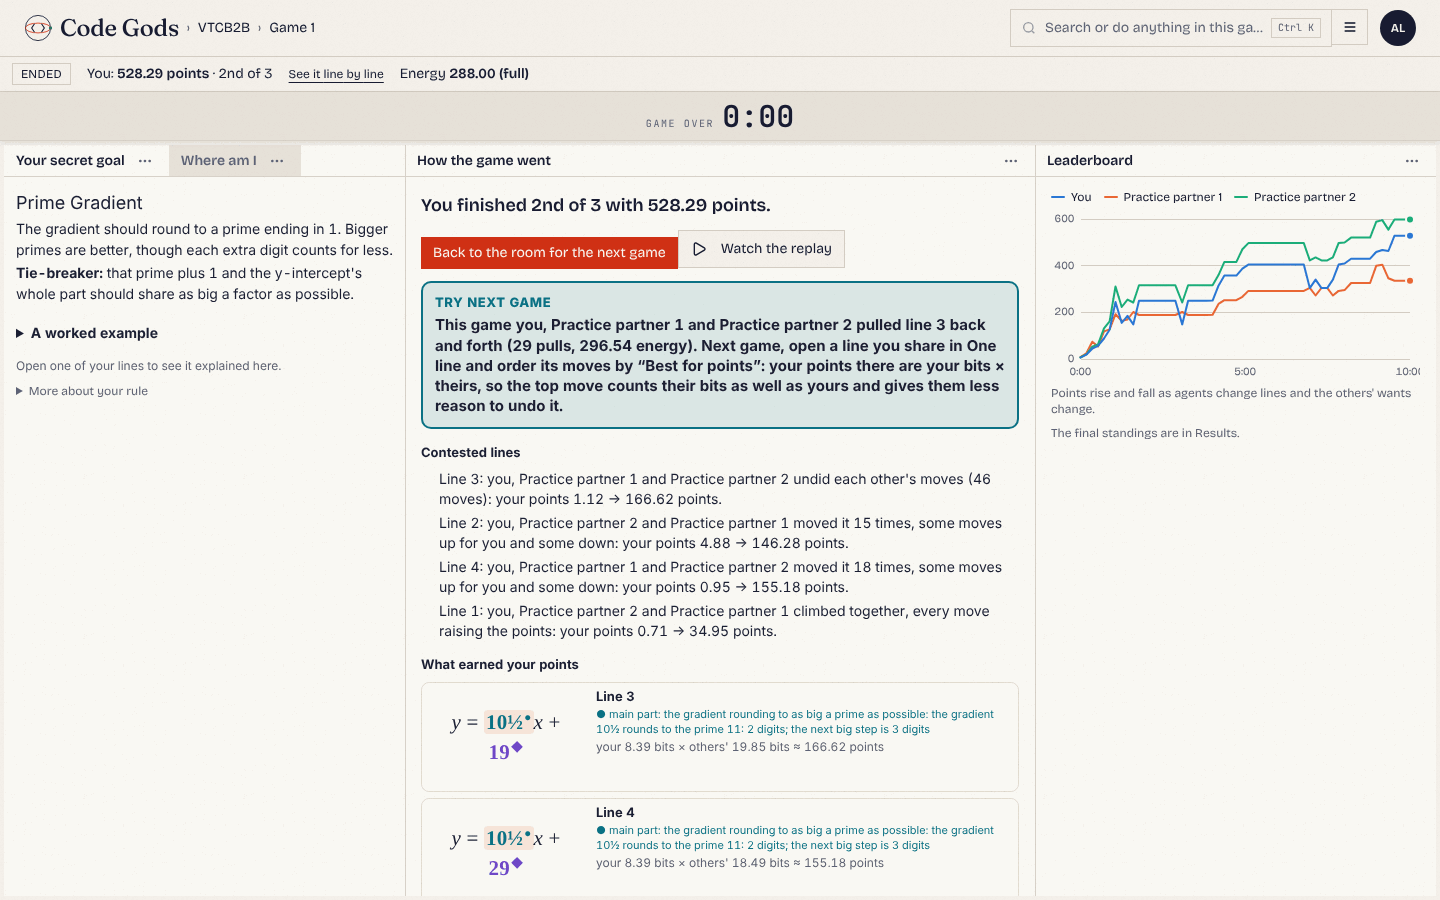 Code Gods › VTCB2B › Game 1
Search or do anything in this ga... Ctrl K
AL
ENDED You: 528.29 points · 2nd of 3 See it line by line Energy 288.00 (full)
GAME OVER 0:00
Your secret goal ··· Where am I ···
Prime Gradient
The gradient should round to a prime ending in 1. Bigger
primes are better, though each extra digit counts for less.
Tie-breaker: that prime plus 1 and the y-intercept's
whole part should share as big a factor as possible.
A worked example
Open one of your lines to see it explained here.
More about your rule
How the game went ···
You finished 2nd of 3 with 528.29 points.
Back to the room for the next game
Watch the replay
TRY NEXT GAME
This game you, Practice partner 1 and Practice partner 2 pulled line 3 back
and forth (29 pulls, 296.54 energy). Next game, open a line you share in One
line and order its moves by “Best for points”: your points there are your bits ×
theirs, so the top move counts their bits as well as yours and gives them less
reason to undo it.
Contested lines
Line 3: you, Practice partner 1 and Practice partner 2 undid each other's moves (46
moves): your points 1.12 → 166.62 points.
Line 2: you, Practice partner 2 and Practice partner 1 moved it 15 times, some moves
up for you and some down: your points 4.88 → 146.28 points.
Line 4: you, Practice partner 1 and Practice partner 2 moved it 18 times, some moves
up for you and some down: your points 0.95 → 155.18 points.
Line 1: you, Practice partner 2 and Practice partner 1 climbed together, every move
raising the points: your points 0.71 → 34.95 points.
What earned your points
y = 10½●x +
19◆
Line 3
● main part: the gradient rounding to as big a prime as possible: the gradient
10½ rounds to the prime 11: 2 digits; the next big step is 3 digits
your 8.39 bits × others' 19.85 bits ≈ 166.62 points
y = 10½●x +
29◆
Line 4
● main part: the gradient rounding to as big a prime as possible: the gradient
10½ rounds to the prime 11: 2 digits; the next big step is 3 digits
your 8.39 bits × others' 18.49 bits ≈ 155.18 points
Leaderboard ···
You Practice partner 1 Practice partner 2
600
400
200
0
0:00 5:00 10:0
Points rise and fall as agents change lines and the others' wants
change.
The final standings are in Results.